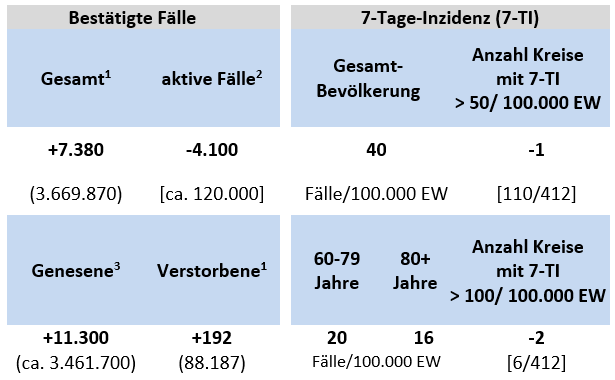 Bestätigte Fälle
Gesamt¹
aktive Fälle²
+7.380
-4.100
(3.669.870)
[ca. 120.000]
Genesene³
Verstorbene¹
+11.300
+192
(ca. 3.461.700)
(88.187)
7-Tage-Inzidenz (7-TI)
Gesamt-
Bevölkerung
Anzahl Kreise
mit 7-TI
> 50/ 100.000 EW
40
-1
Fälle/100.000 EW
[110/412]
60-79
Jahre
80+
Jahre
Anzahl Kreise
mit 7-TI
> 100/ 100.000 EW
20
16
-2
Fälle/100.000 EW
[6/412]